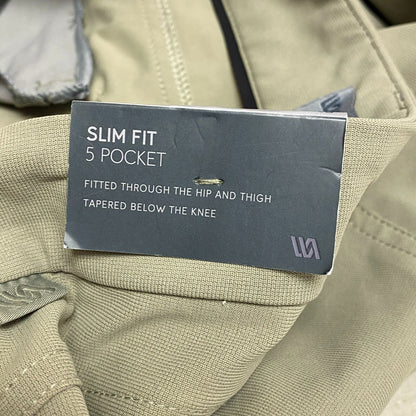 SLIM FIT
5 POCKET
FITTED THROUGH THE HIP AND THIGH
TAPERED BELOW THE KNEE